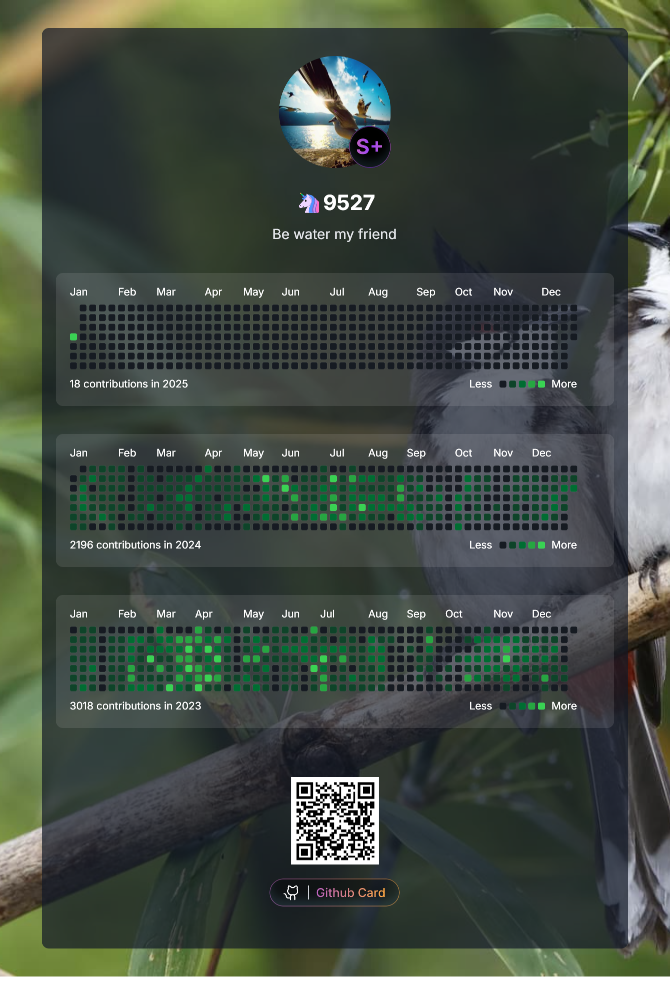 S+
🦄9527
Be water my friend
Jan Feb Mar Apr May Jun Jul Aug Sep Oct Nov Dec
18 contributions in 2025 Less More
Jan Feb Mar Apr May Jun Jul Aug Sep Oct Nov Dec
2196 contributions in 2024 Less More
Jan Feb Mar Apr May Jun Jul Aug Sep Oct Nov Dec
3018 contributions in 2023 Less More
Github Card